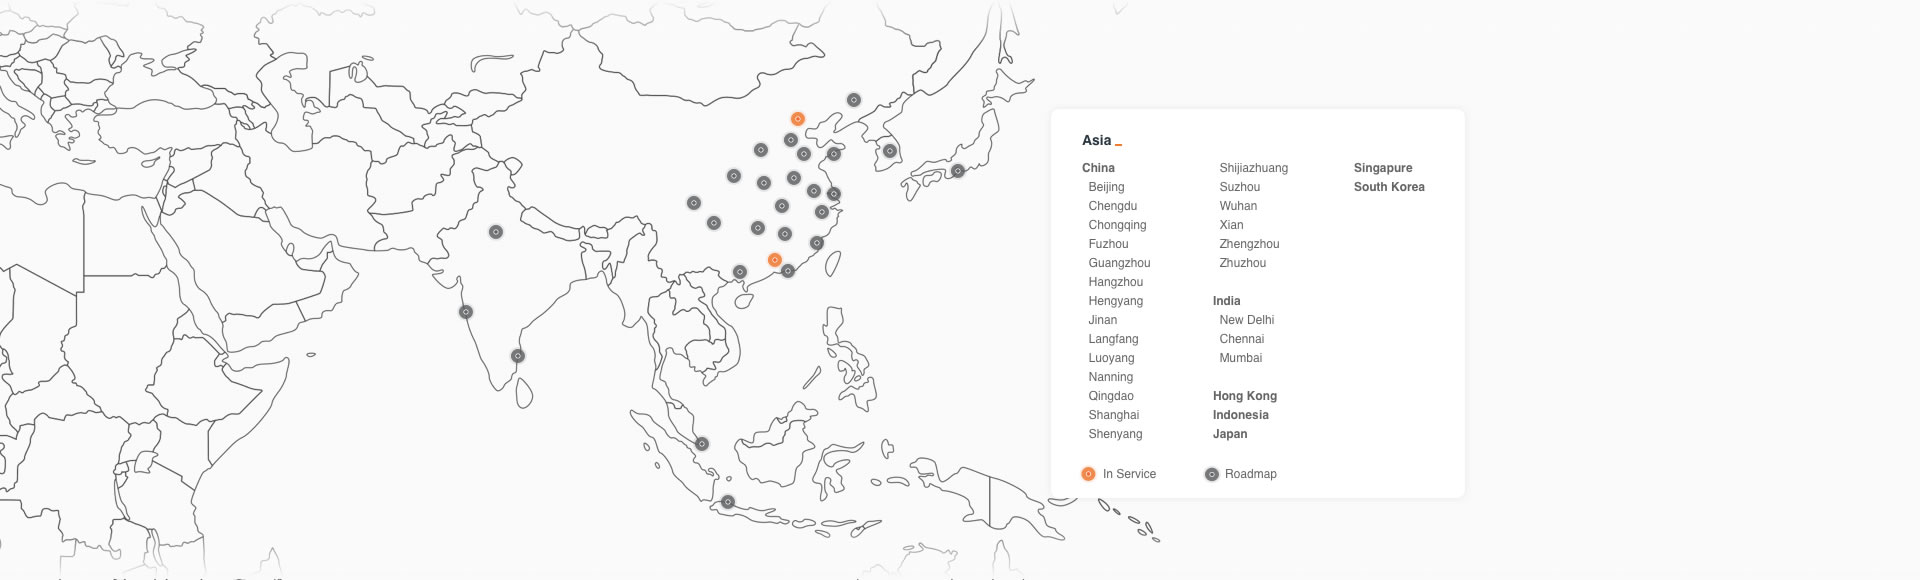 Asia
China
Beijing
Chengdu
Chongqing
Fuzhou
Guangzhou
Hangzhou
Hengyang
Jinan
Langfang
Luoyang
Nanning
Qingdao
Shanghai
Shenyang
Shijiazhuang
Suzhou
Wuhan
Xian
Zhengzhou
Zhuzhou
India
New Delhi
Chennai
Mumbai
Hong Kong
Indonesia
Japan
Singapure
South Korea
In Service
Roadmap